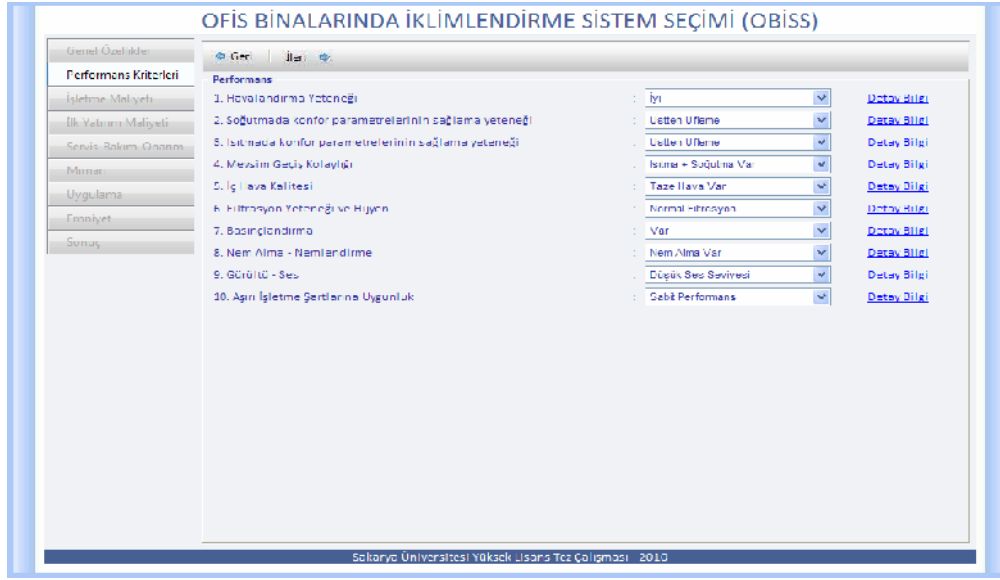 OFİS BİNALARINDA İKLİMLENDİRME SİSTEM SEÇİMİ (OBİSS)
Genel Özellikler
Performans Kriterleri
İşletme Maliyeti
İlk Yatırım Maliyeti
Servis Bakım Onarım
Mimari
Uygulama
Emniyet
Sonuç
Geri İleri
Performans
1. Havalandırma Yeteneği : İyi Detay Bilgi
2. Soğutmada konfor parametrelerinin sağlama yeteneği : Üstten Üfleme Detay Bilgi
3. Isıtmada konfor parametrelerinin sağlama yeteneği : Üstten Üfleme Detay Bilgi
4. Mevsim Geçiş Kolaylığı : Isıtma + Soğutma Var Detay Bilgi
5. İç Hava Kalitesi : Taze Hava Var Detay Bilgi
6. Filtrasyon Yeteneği ve Hijyen : Normal Filtrasyon Detay Bilgi
7. Basınçlandırma : Var Detay Bilgi
8. Nem Alma - Nemlendirme : Nem Alma Var Detay Bilgi
9. Gürültü - Ses : Düşük Ses Seviyesi Detay Bilgi
10. Aşırı İşletme Şartlarına Uygunluk : Sabit Performans Detay Bilgi
Sakarya Üniversitesi Yüksek Lisans Tez Çalışması - 2010